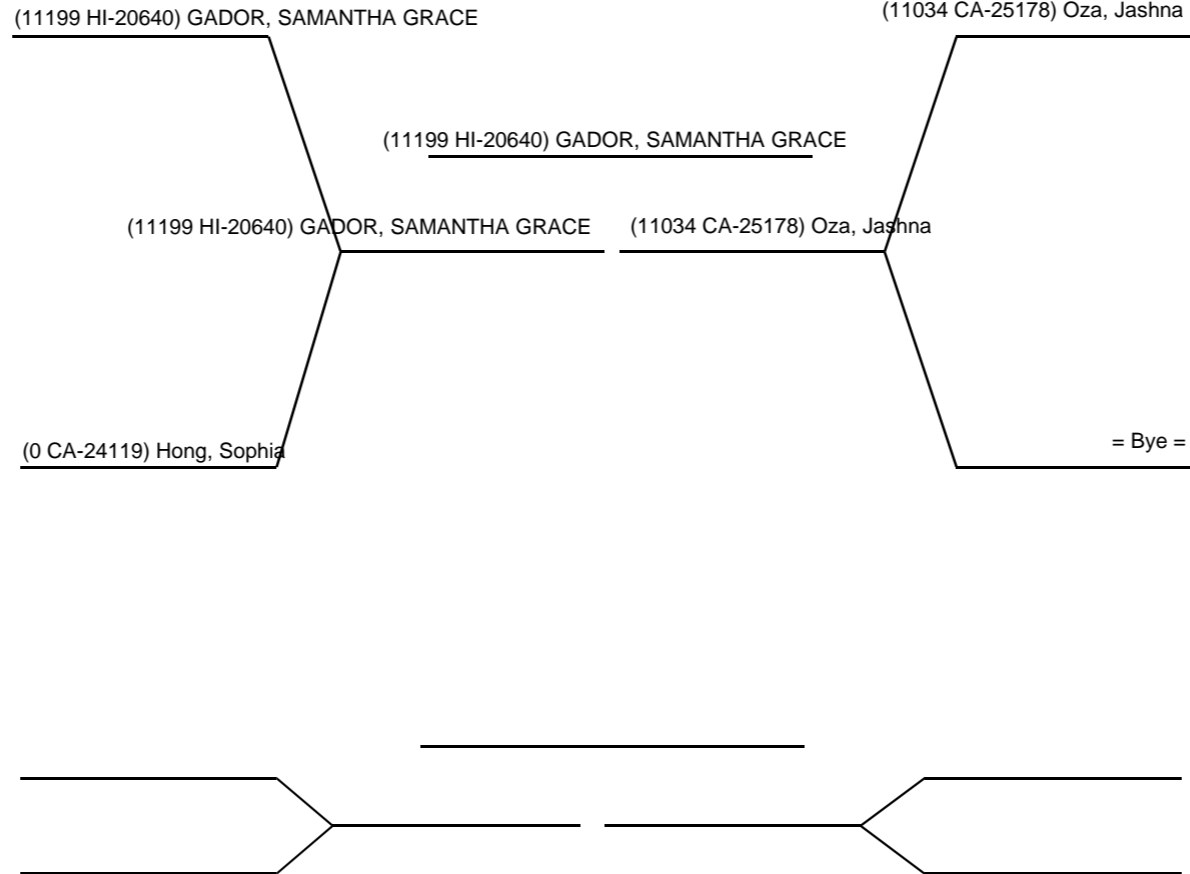 (11199 HI-20640) GADOR, SAMANTHA GRACE
(11034 CA-25178) Oza, Jashna
(11199 HI-20640) GADOR, SAMANTHA GRACE
(11199 HI-20640) GADOR, SAMANTHA GRACE
(11034 CA-25178) Oza, Jashna
(0 CA-24119) Hong, Sophia
= Bye =